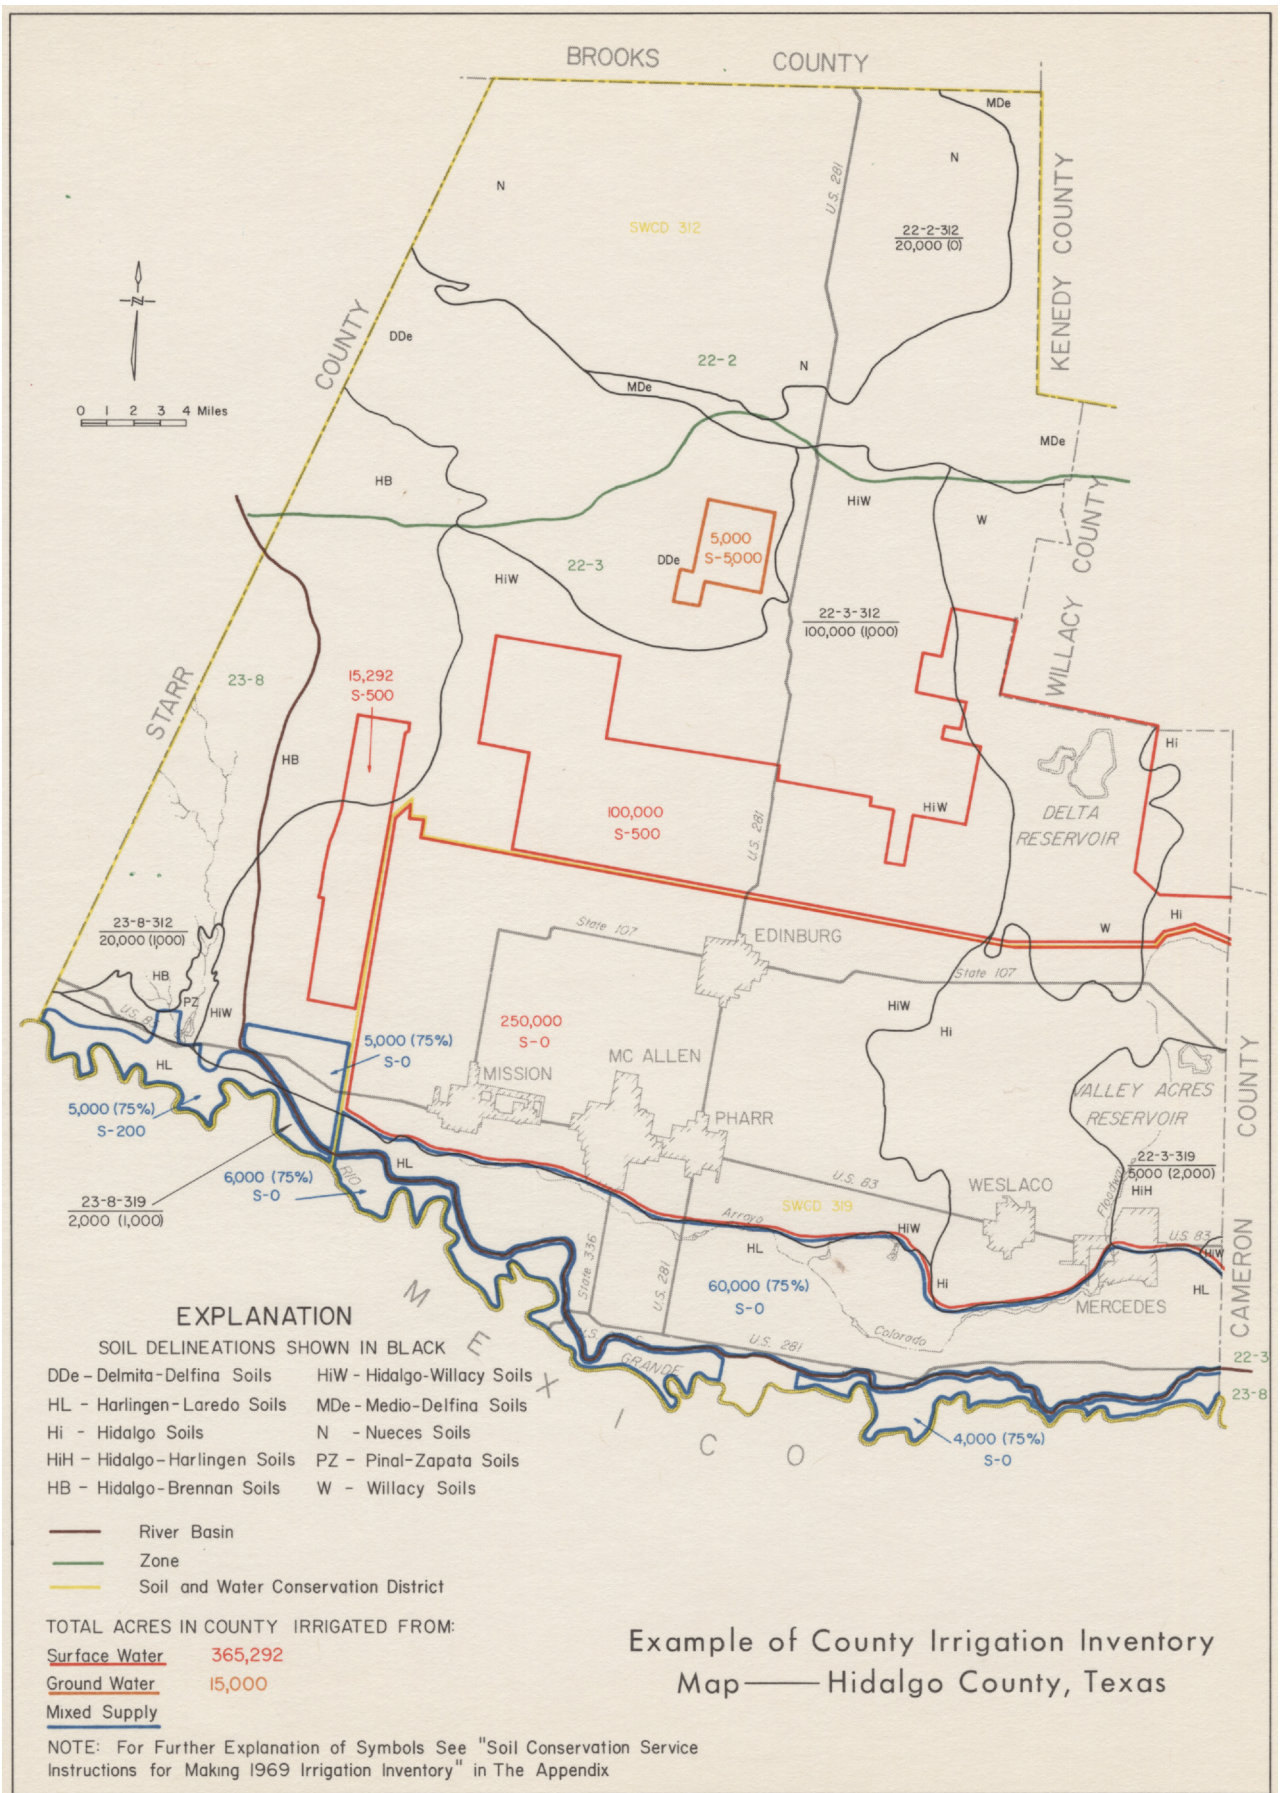 BROOKS COUNTY
MDe
N
N
U.S. 281
KENEDY COUNTY
SWCD 312
22-2-312
20,000 (0)
N
COUNTY
DDe
22-2
N
MDe
0 1 2 3 4 Miles
MDe
HB
HiW
W
WILLACY COUNTY
5,000
S-5,000
DDe
22-3
HiW
22-3-312
100,000 (1,000)
STARR
23-8
15,292
S-500
HB
Hi
HiW
100,000
S-500
U.S. 281
DELTA
RESERVOIR
23-8-312
20,000 (1,000)
State 107
EDINBURG
W
Hi
HB
State 107
PZ
HiW
HiW
U.S. 8
250,000
S-0
Hi
5,000 (75%)
S-0
MC ALLEN
HL
MISSION
COUNTY
VALLEY ACRES
RESERVOIR
5,000 (75%)
S-200
PHARR
22-3-319
5,000 (2,000)
HL
6,000 (75%)
S-0
RIO
U.S. 83
WESLACO
HiH
Floodway
23-8-319
2,000 (1,000)
SWCD 319
Arroyo
HiW
U.S. 83
HiW
HL
State 336
U.S. 281
60,000 (75%)
S-0
Hi
HL
MERCEDES
CAMERON
Colorado
MEXICO
U.S. 281
GRANDE
22-3
23-8
4,000 (75%)
S-0
EXPLANATION
SOIL DELINEATIONS SHOWN IN BLACK
DDe - Delmita-Delfina Soils HiW - Hidalgo-Willacy Soils
HL - Harlingen-Laredo Soils MDe - Medio-Delfina Soils
Hi - Hidalgo Soils N - Nueces Soils
HiH - Hidalgo-Harlingen Soils PZ - Pinal-Zapata Soils
HB - Hidalgo-Brennan Soils W - Willacy Soils
River Basin
Zone
Soil and Water Conservation District
TOTAL ACRES IN COUNTY IRRIGATED FROM:
Surface Water 365,292
Ground Water 15,000
Mixed Supply
Example of County Irrigation Inventory
Map — Hidalgo County, Texas
NOTE: For Further Explanation of Symbols See "Soil Conservation Service
Instructions for Making 1969 Irrigation Inventory" in The Appendix